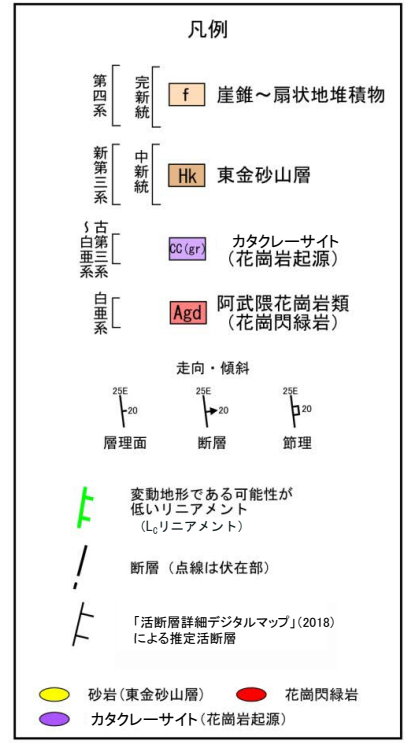 凡例
第四系
完新統
f
崖錐～扇状地堆積物
新第三系
中新統
Hk
東金砂山層
古第三系
～白亜系
CC(gr)
カタクレーサイト
(花崗岩起源)
白亜系
Agd
阿武隈花崗岩類
(花崗閃緑岩)
走向・傾斜
25E
20
層理面
25E
20
断層
25E
20
節理
変動地形である可能性が
低いリニアメント
(LCリニアメント)
断層（点線は伏在部）
「活断層詳細デジタルマップ」(2018)
による推定活断層
砂岩(東金砂山層)
花崗閃緑岩
カタクレーサイト(花崗岩起源)